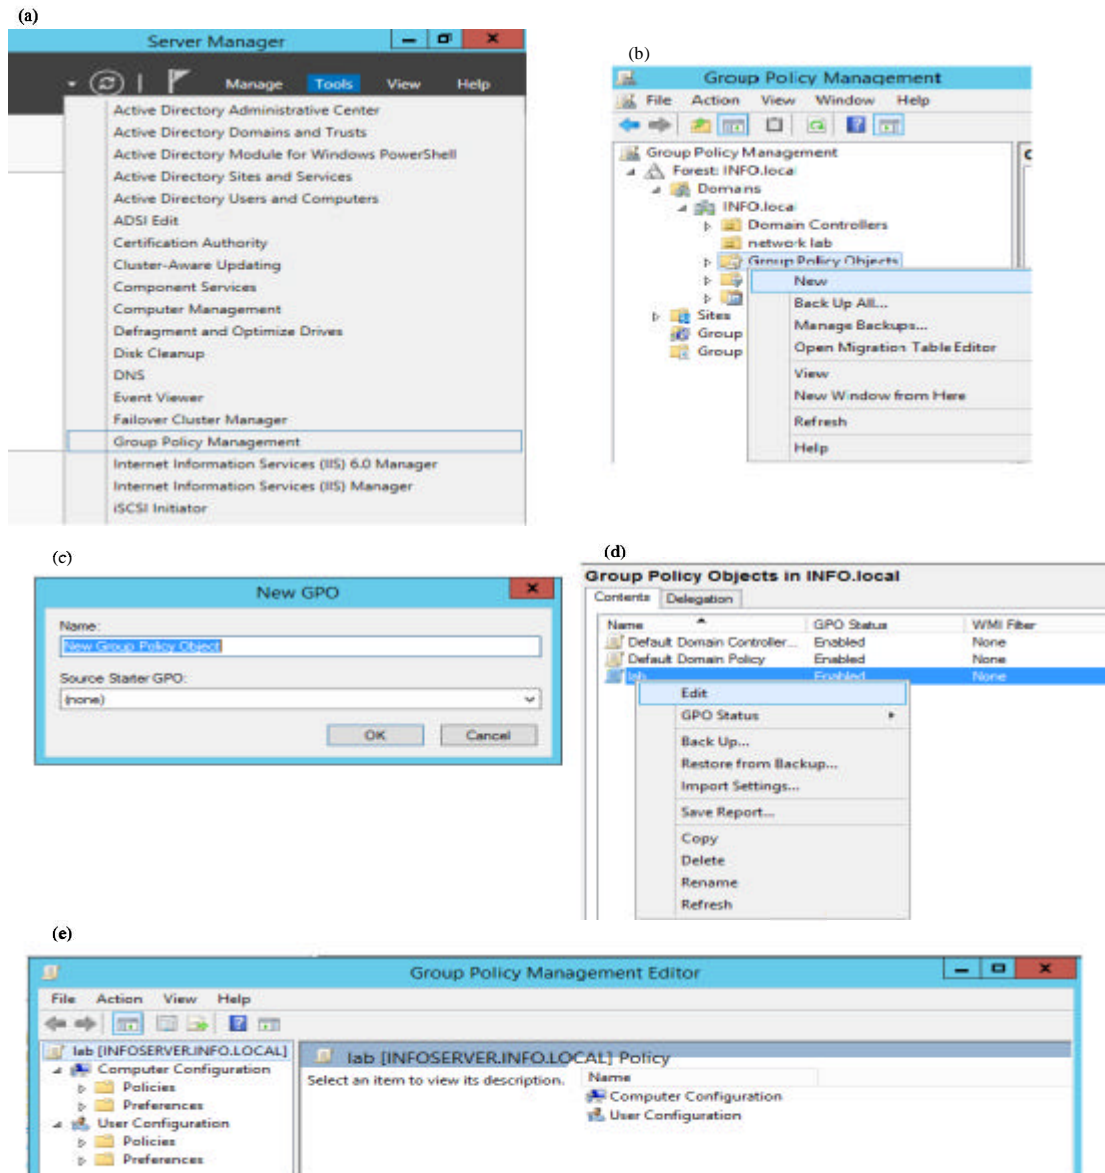 (a)
Server Manager
Manage Tools View Help
Active Directory Administrative Center
Active Directory Domains and Trusts
Active Directory Module for Windows PowerShell
Active Directory Sites and Services
Active Directory Users and Computers
ADSI Edit
Certification Authority
Cluster-Aware Updating
Component Services
Computer Management
Defragment and Optimize Drives
Disk Cleanup
DNS
Event Viewer
Failover Cluster Manager
Group Policy Management
Internet Information Services (IIS) 6.0 Manager
Internet Information Services (IIS) Manager
iSCSI Initiator
(b)
Group Policy Management
File Action View Window Help
Group Policy Management
Forest: INFO.local
Domains
INFO.local
Domain Controllers
network lab
Group Policy Objects
New
Back Up All...
Manage Backups...
Open Migration Table Editor
View
New Window from Here
Refresh
Help
Sites
Group
Group
(c)
New GPO
Name:
New Group Policy Object
Source Starter GPO:
(none)
OK Cancel
(d)
Group Policy Objects in INFO.local
Contents Delegation
Name GPO Status WMI Filter
Default Domain Controller... Enabled None
Default Domain Policy Enabled None
lab Enabled None
Edit
GPO Status
Back Up...
Restore from Backup...
Import Settings...
Save Report...
Copy
Delete
Rename
Refresh
(e)
Group Policy Management Editor
File Action View Help
lab [INFOSERVER.INFO.LOCAL]
Computer Configuration
Policies
Preferences
User Configuration
Policies
Preferences
lab [INFOSERVER.INFO.LOCAL] Policy
Select an item to view its description.
Name
Computer Configuration
User Configuration